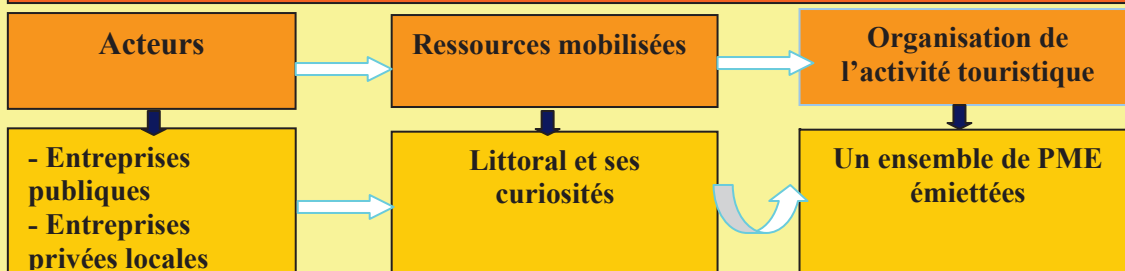 Acteurs
Ressources mobilisées
Organisation de
l’activité touristique
- Entreprises
publiques
- Entreprises
privées locales
Littoral et ses
curiosités
Un ensemble de PME
émiettées